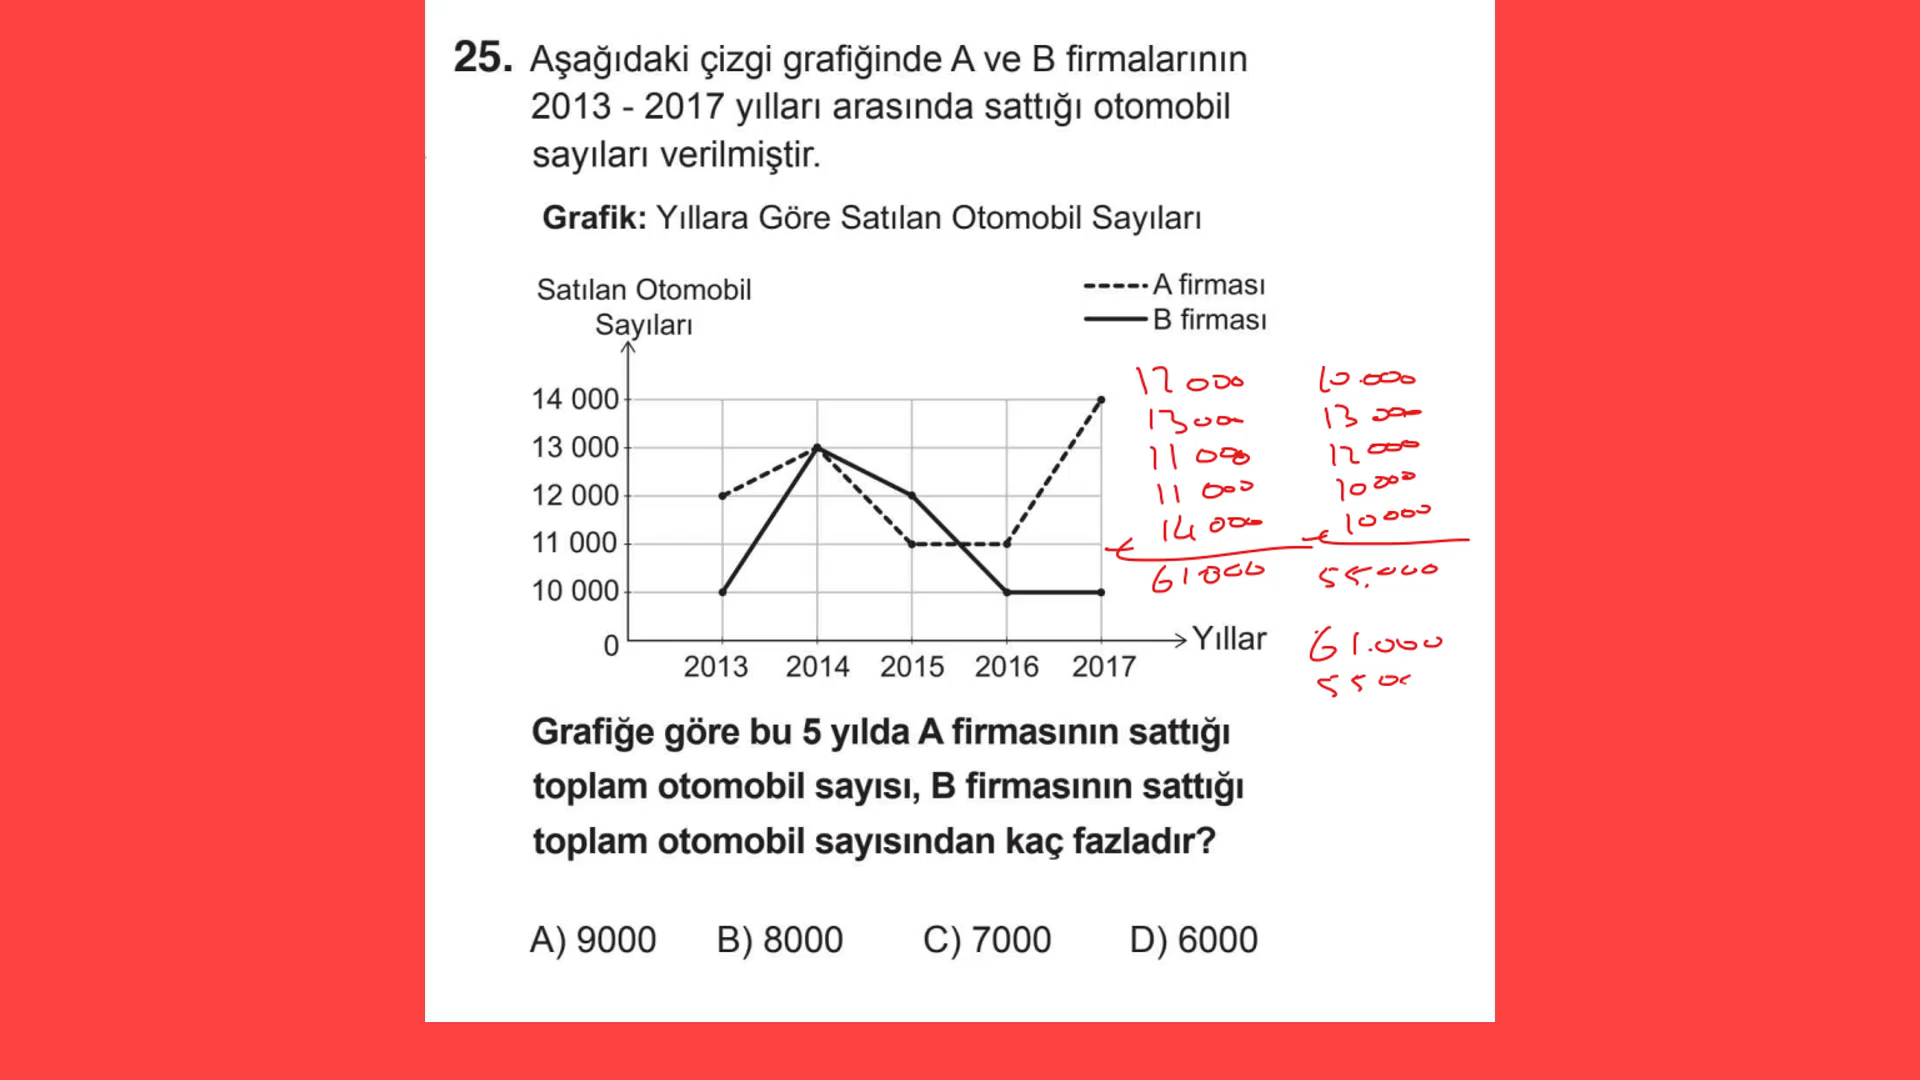 25. Aşağıdaki çizgi grafiğinde A ve B firmalarının
2013 - 2017 yılları arasında sattığı otomobil
sayıları verilmiştir.
Grafik: Yıllara Göre Satılan Otomobil Sayıları
Satılan Otomobil
Sayıları
A firması
B firması
14 000
13 000
12 000
11 000
10 000
0
2013 2014 2015 2016 2017
Yıllar
12 000 10.000
13 000 13 000
11 000 12 000
11 000 10 000
14 000 10 000
61 000 55.000
61.000
55 00
Grafiğe göre bu 5 yılda A firmasının sattığı
toplam otomobil sayısı, B firmasının sattığı
toplam otomobil sayısından kaç fazladır?
A) 9000 B) 8000 C) 7000 D) 6000